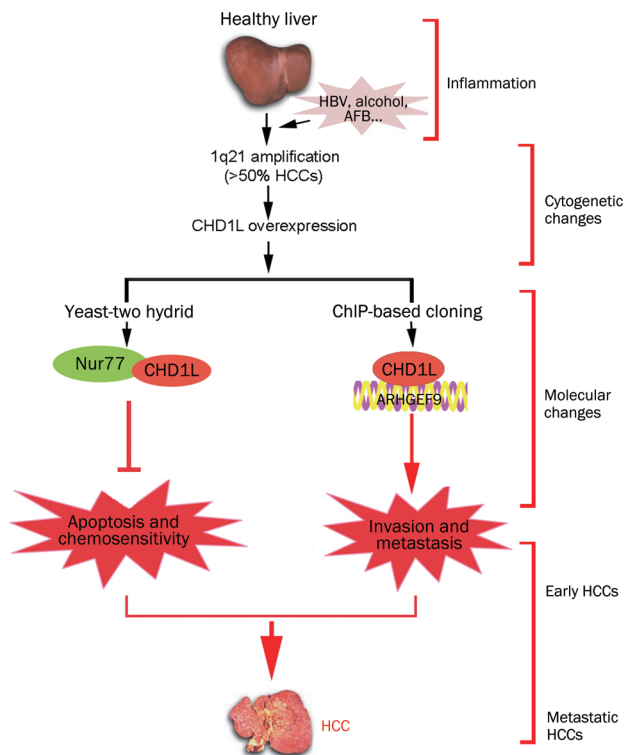 Healthy liver
HBV, alcohol,
AFB...
Inflammation
1q21 amplification
(>50% HCCs)
Cytogenetic
changes
CHD1L overexpression
Yeast-two hydrid
ChIP-based cloning
Nur77
CHD1L
CHD1L
ARHGEF9
Molecular
changes
Apoptosis and
chemosensitivity
Invasion and
metastasis
Early HCCs
HCC
Metastatic
HCCs